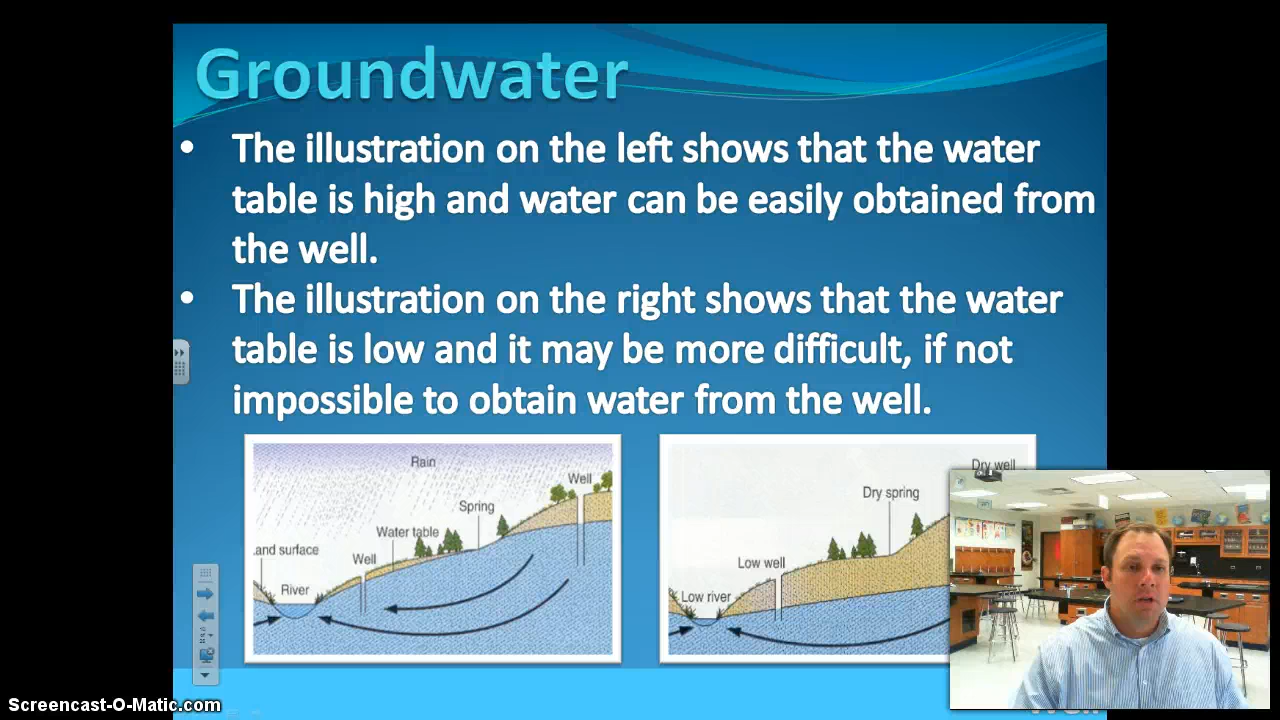 Groundwater
• The illustration on the left shows that the water
table is high and water can be easily obtained from
the well.
• The illustration on the right shows that the water
table is low and it may be more difficult, if not
impossible to obtain water from the well.
Rain
Well
Spring
Water table
Well
and surface
River
Dry well
Dry spring
Low well
Low river
Screencast-O-Matic.com